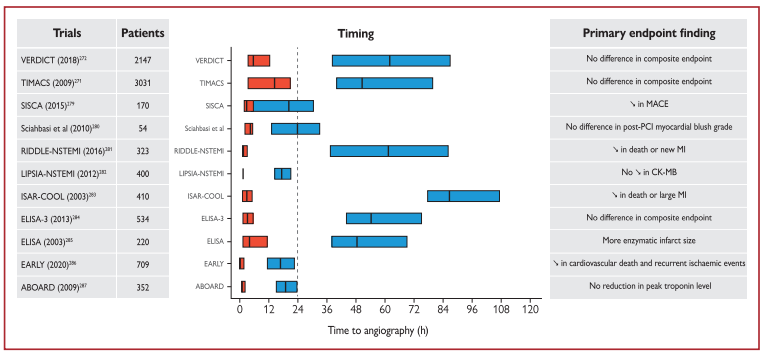 Trials Patients Timing Primary endpoint finding
VERDICT (2018)272 2147 VERDICT No difference in composite endpoint
TIMACS (2009)271 3031 TIMACS No difference in composite endpoint
SISCA (2015)279 170 SISCA ↘ in MACE
Sciahbasi et al (2010)280 54 Sciahbasi et al No difference in post-PCI myocardial blush grade
RIDDLE-NSTEMI (2016)281 323 RIDDLE-NSTEMI ↘ in death or new MI
LIPSIA-NSTEMI (2012)282 400 LIPSIA-NSTEMI No ↘ in CK-MB
ISAR-COOL (2003)283 410 ISAR-COOL ↘ in death or large MI
ELISA-3 (2013)284 534 ELISA-3 No difference in composite endpoint
ELISA (2003)285 220 ELISA More enzymatic infarct size
EARLY (2020)286 709 EARLY ↘ in cardiovascular death and recurrent ischaemic events
ABOARD (2009)287 352 ABOARD No reduction in peak troponin level
0 12 24 36 48 60 72 84 96 108 120
Time to angiography (h)